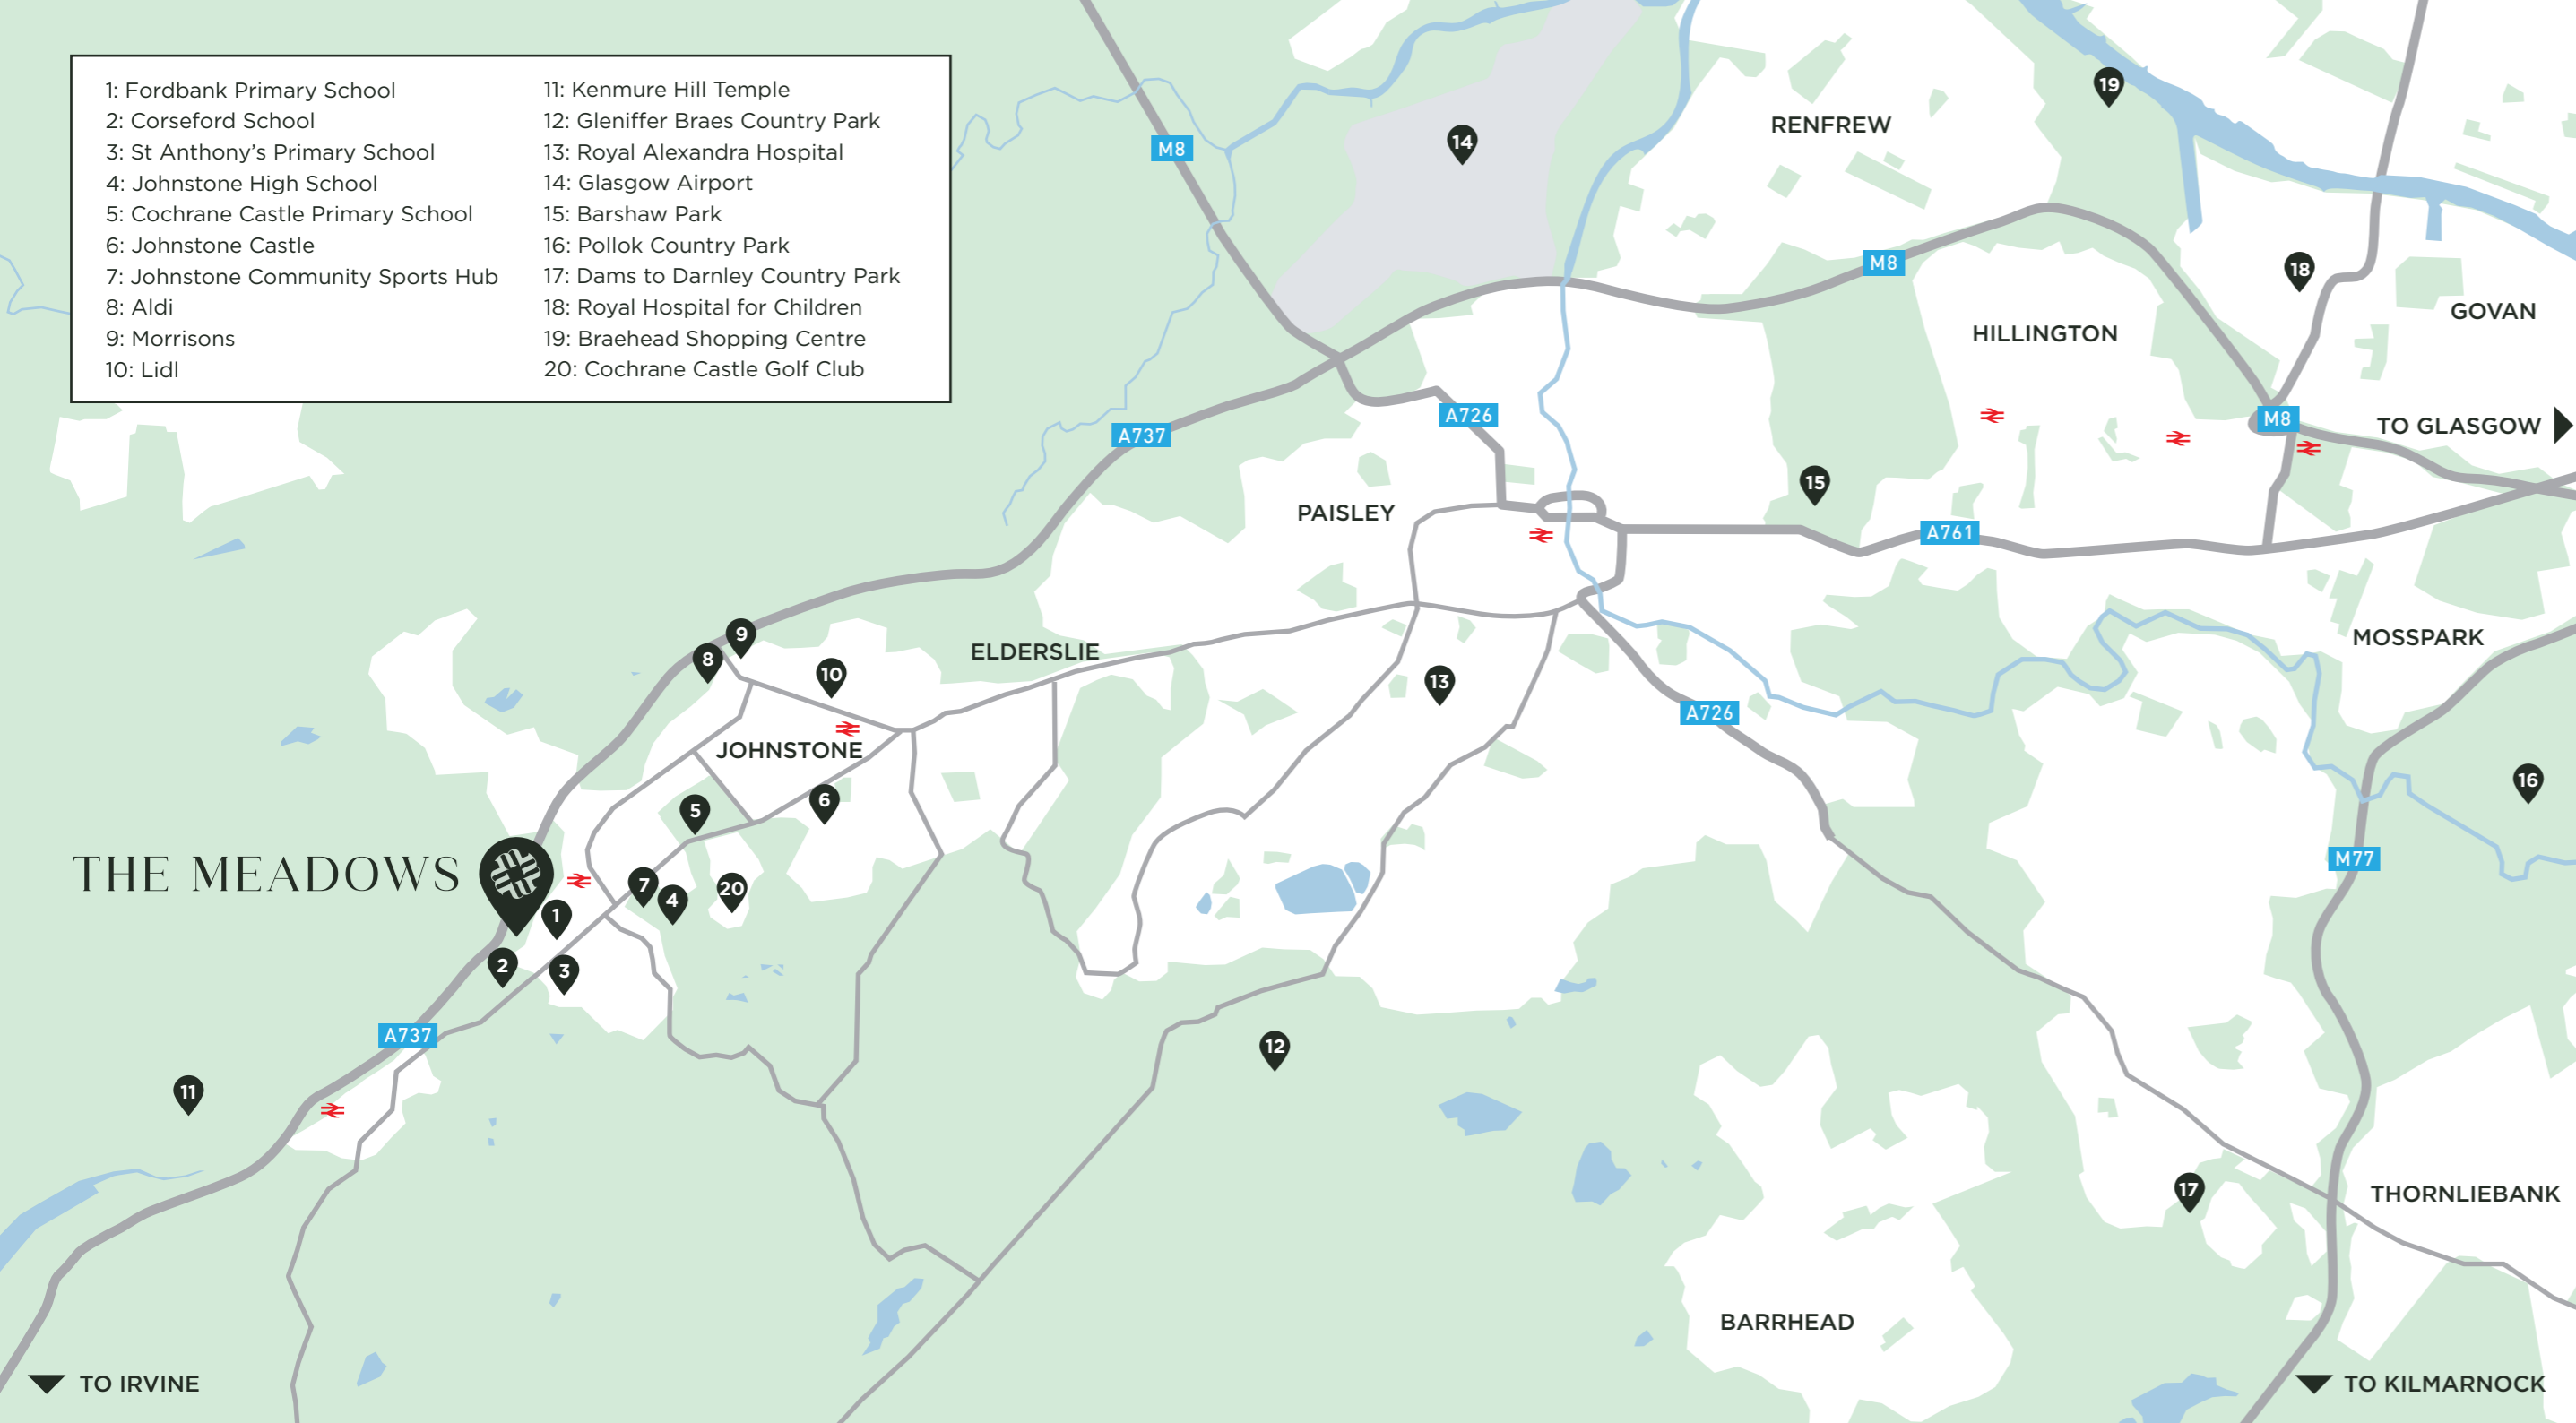 1: Fordbank Primary School
2: Corseford School
3: St Anthony’s Primary School
4: Johnstone High School
5: Cochrane Castle Primary School
6: Johnstone Castle
7: Johnstone Community Sports Hub
8: Aldi
9: Morrisons
10: Lidl
11: Kenmure Hill Temple
12: Gleniffer Braes Country Park
13: Royal Alexandra Hospital
14: Glasgow Airport
15: Barshaw Park
16: Pollok Country Park
17: Dams to Darnley Country Park
18: Royal Hospital for Children
19: Braehead Shopping Centre
20: Cochrane Castle Golf Club
19
RENFREW
14
M8
M8
18
GOVAN
HILLINGTON
A726
M8
TO GLASGOW
A737
15
PAISLEY
A761
9
MOSSPARK
ELDERSLIE
8
10
13
A726
JOHNSTONE
16
6
5
M77
THE MEADOWS
7
20
4
1
2
3
A737
12
11
17
THORNLIEBANK
BARRHEAD
TO IRVINE
TO KILMARNOCK